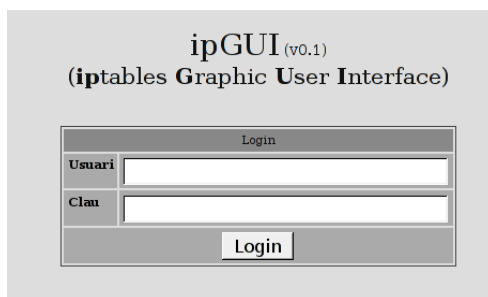 ipGUI (v0.1)
(iptables Graphic User Interface)
Login
Usuari
Clau
Login